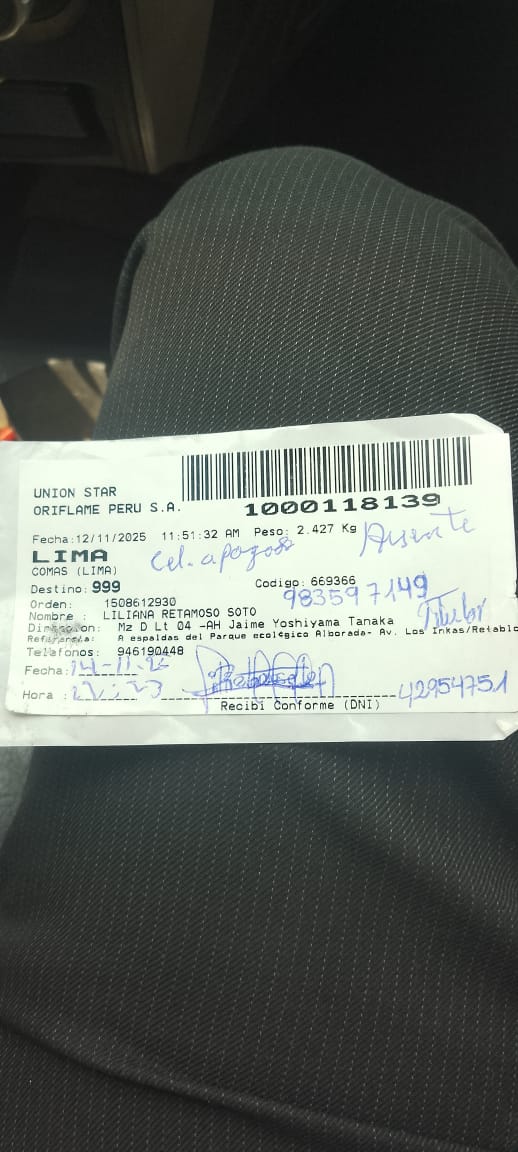 UNION STAR
ORIFLAME PERU S.A.
1000118139
Fecha:12/11/2025 11:51:32 AM Peso: 2.427 Kg
Ausente
LIMA
Cel. apagado
COMAS (LIMA)
Destino: 999
Codigo: 669366
983597149
Orden: 1508612930
Nombre : LILIANA RETAMOSO SOTO
Titular
Direccion: Mz D Lt 04 -AH Jaime Yoshiyama Tanaka
Referencia: A espaldas del Parque ecológico Alborada- Av. Los Inkas/Retablo
Telefonos: 946190448
Fecha: 14-11-25
Hora :
42954751
Recibi Conforme (DNI)